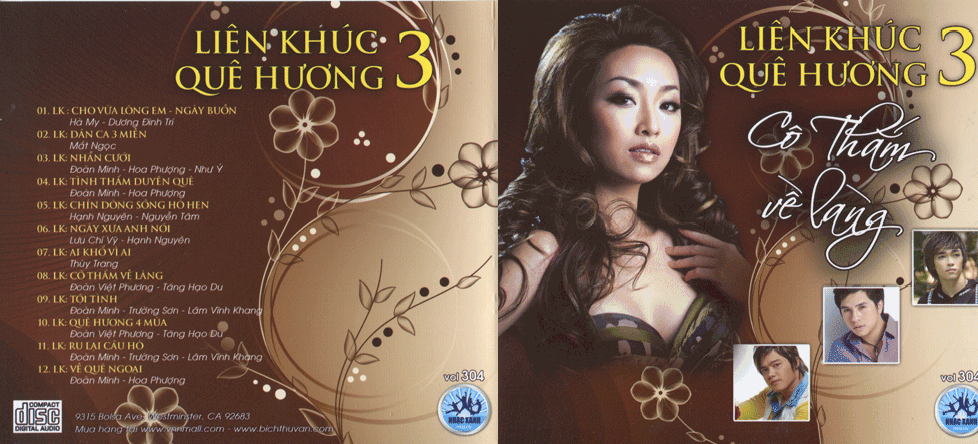 LIÊN KHÚC
QUÊ HƯƠNG 3
01. LK: CHO VỪA LÒNG EM - NGÀY BUỒN
Hà My - Dương Đình Trí
02. LK: DÂN CA 3 MIỀN
Mắt Ngọc
03. LK: NHẪN CƯỚI
Đoàn Minh - Hoa Phượng - Như Ý
04. LK: TÌNH THẮM DUYÊN QUÊ
Đoàn Minh - Hoa Phượng
05. LK: CHÍN DÒNG SÔNG HÒ HẸN
Hạnh Nguyên - Nguyễn Tâm
06. LK: NGÀY XƯA ANH NÓI
Lưu Chí Vỹ - Hạnh Nguyên
07. LK: AI KHỔ VÌ AI
Thùy Trang
08. LK: CÔ THẮM VỀ LÀNG
Đoàn Việt Phương - Tăng Hạo Du
09. LK: TỘI TÌNH
Đoàn Minh - Trường Sơn - Lâm Vĩnh Khang
10. LK: QUÊ HƯƠNG 4 MÙA
Đoàn Việt Phương - Tăng Hạo Du
11. LK: RU LẠI CÂU HÒ
Đoàn Minh - Trường Sơn - Lâm Vĩnh Khang
12. LK: VỀ QUÊ NGOẠI
Đoàn Minh - Hoa Phượng
COMPACT
disc
DIGITAL AUDIO
9315 Bolsa Ave, Westminster, CA 92683
Mua hàng tại www.vnnmall.com - www.bichthuvan.com
vol 304
NHẠC XANH
LIÊN KHÚC
QUÊ HƯƠNG 3
Cô Thắm
về làng
vol 304
NHẠC XANH